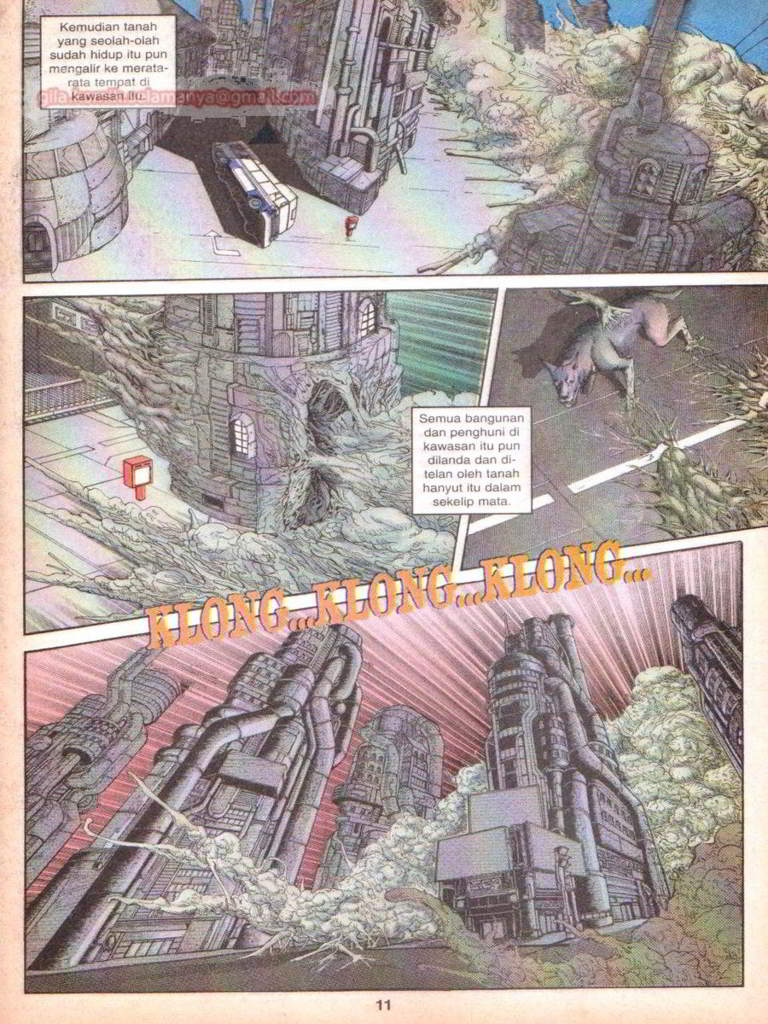 Kemudian tanah
yang seolah-olah
sudah hidup itu pun
mengalir ke merata-
rata tempat di
kawasan itu.
Semua bangunan
dan penghuni di
kawasan itu pun
dilanda dan di-
telan oleh tanah
hanyut itu dalam
sekelip mata.
KLONG...KLONG...KLONG...
11